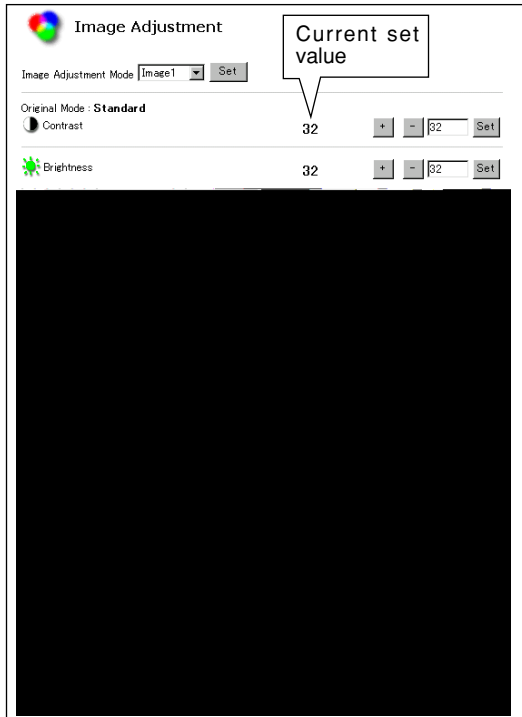 Image Adjustment
Current set
value
Image Adjustment Mode Image1 Set
Original Mode : Standard
Contrast 32 + - 32 Set
Brightness 32 + - 32 Set